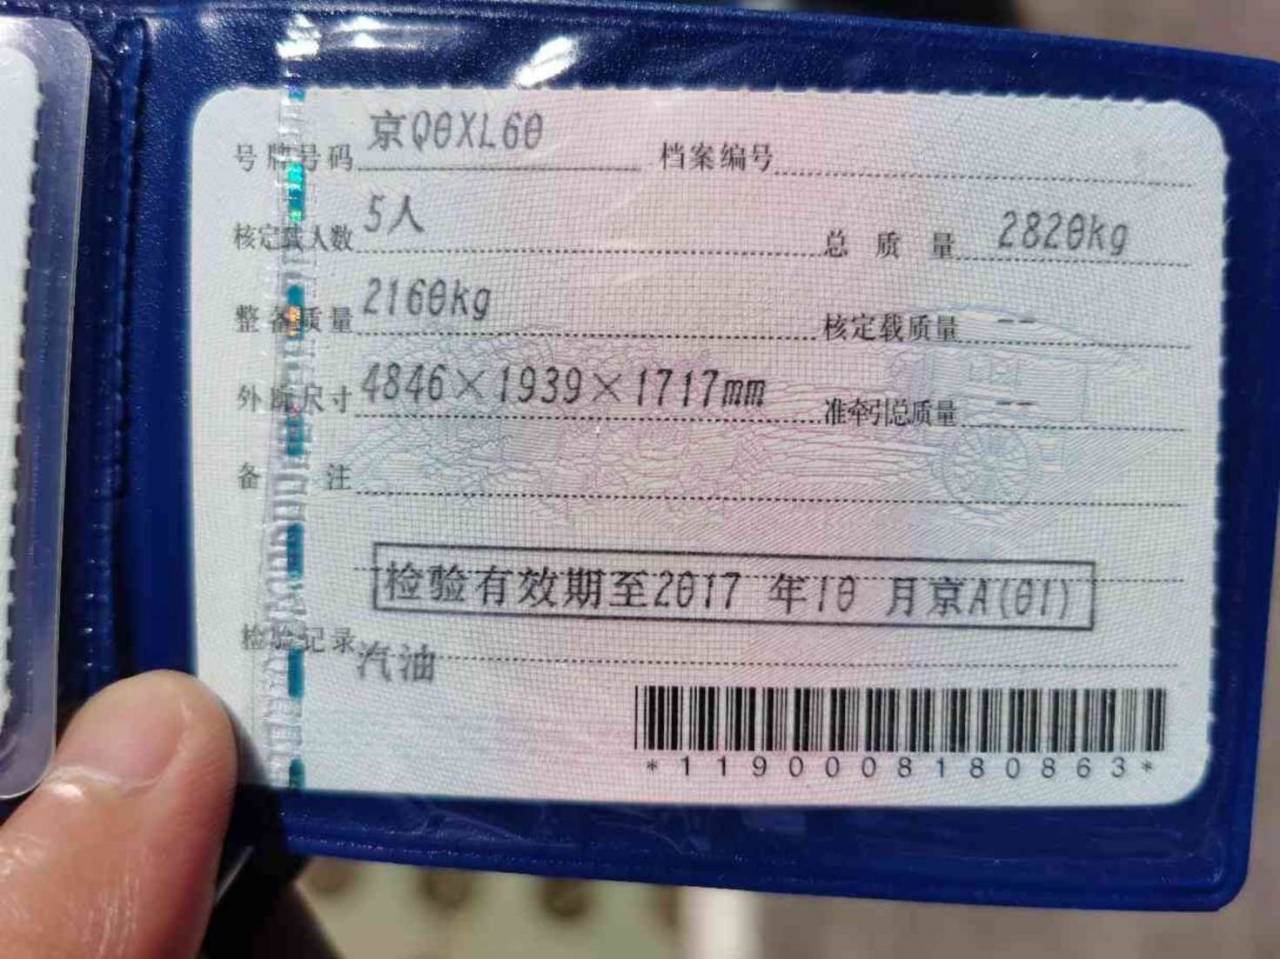 号牌号码 京Q0XL60 档案编号
核定载人数 5人 总质量 2820kg
整备质量 2160kg 核定载质量 --
外廓尺寸 4846×1939×1717mm 准牵引总质量 --
备注
检验有效期至2017 年10 月京A(01)
检验记录 汽油
*1190008180863*